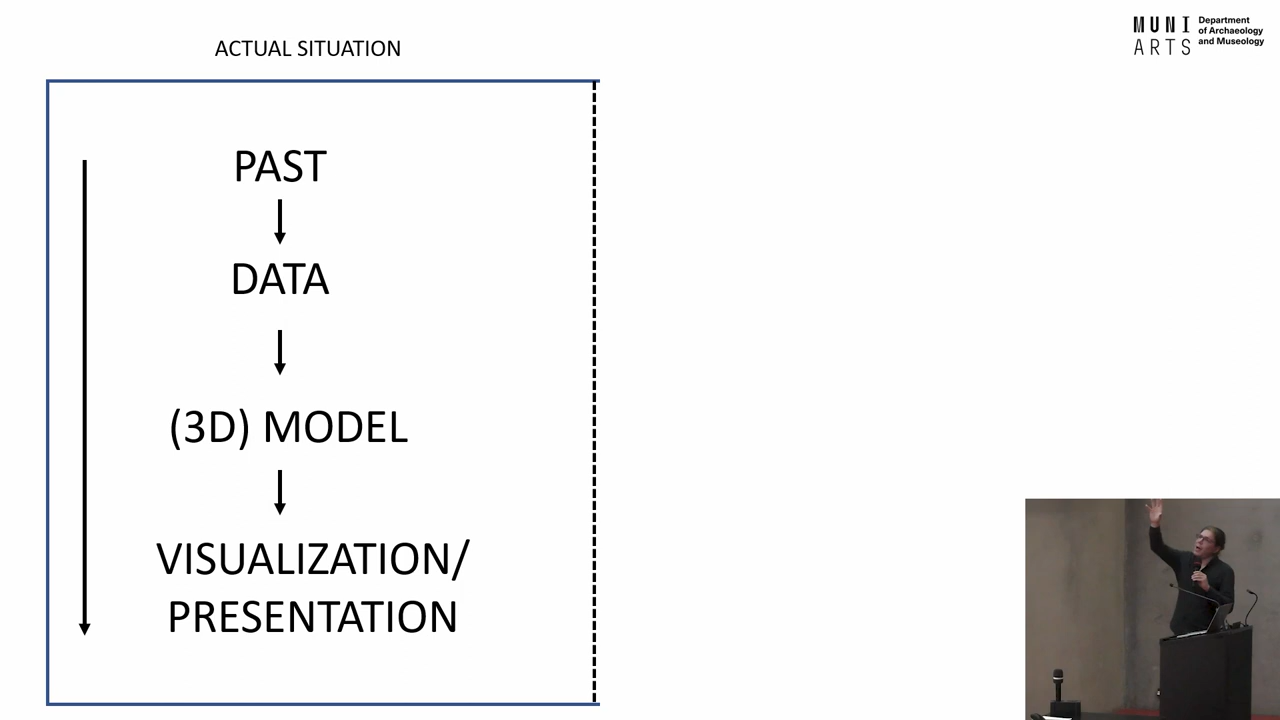 ACTUAL SITUATION
MUNI
ARTS
Department
of Archaeology
and Museology
PAST
DATA
(3D) MODEL
VISUALIZATION/
PRESENTATION